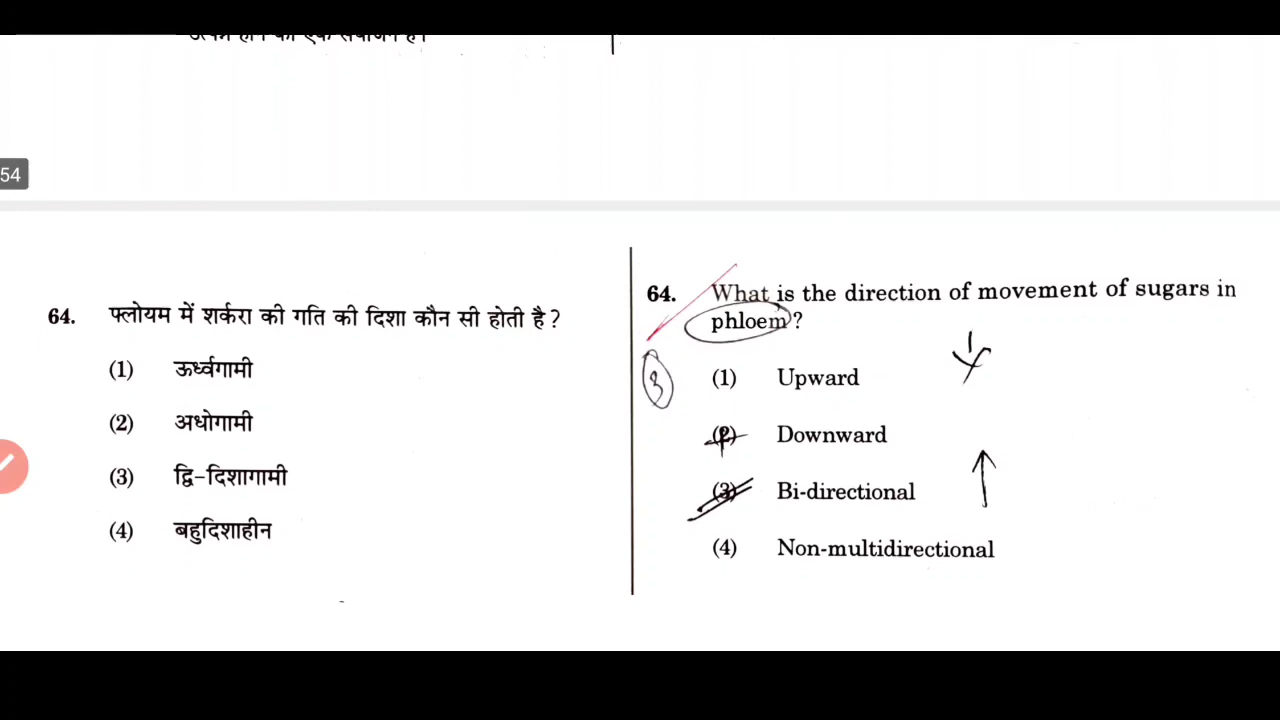 54
64. फ्लोयम में शर्करा की गति की दिशा कौन सी होती है ?
(1) ऊर्ध्वगामी
(2) अधोगामी
(3) द्वि-दिशागामी
(4) बहुदिशाहीन
64. What is the direction of movement of sugars in
phloem ?
3
(1) Upward
(2) Downward
(3) Bi-directional
(4) Non-multidirectional